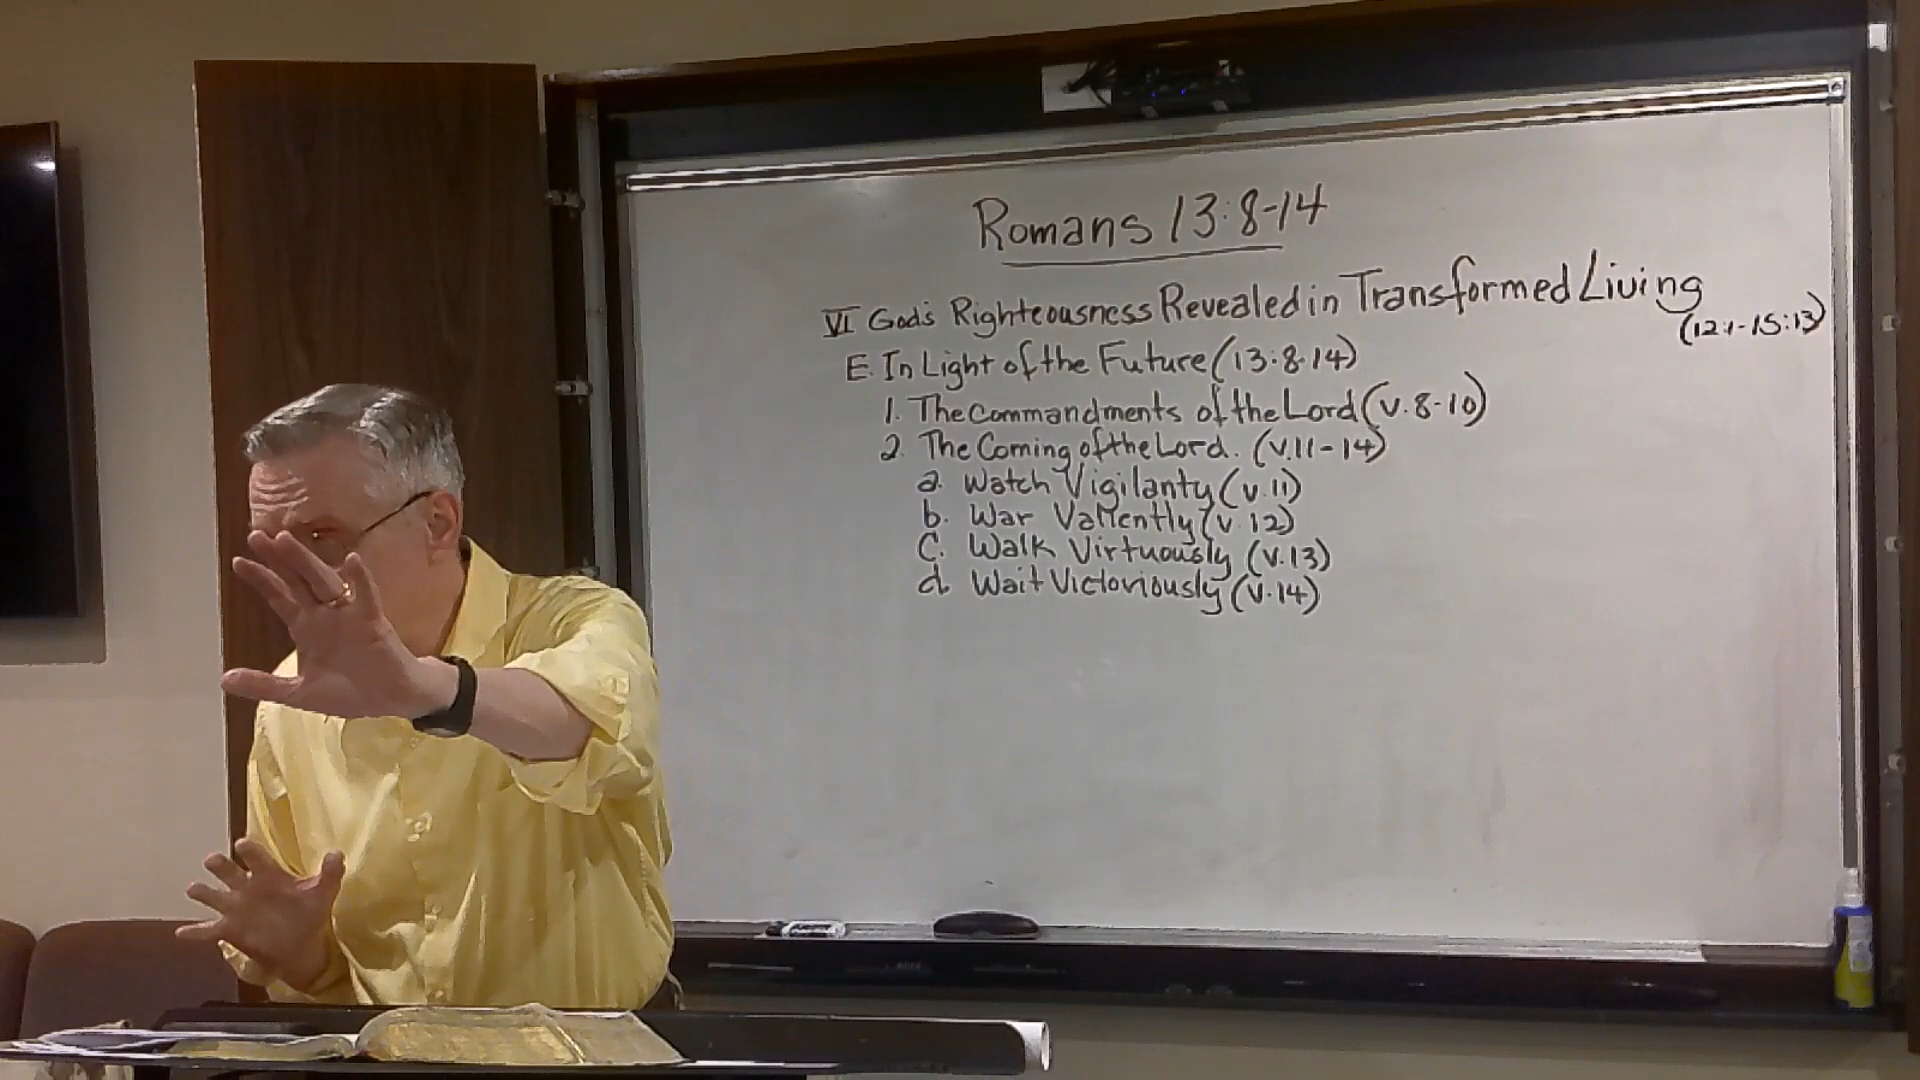 Romans 13:8-14
VI God's Righteousness Revealed in Transformed Living
(12:1-15:13)
E. In Light of the Future (13:8-14)
1. The Commandments of the Lord (v.8-10)
2. The Coming of the Lord. (v.11-14)
a. Watch Vigilanty (v.11)
b. War Valiently (v.12)
C. Walk Virtuously (v.13)
d. Wait Victoriously (v.14)